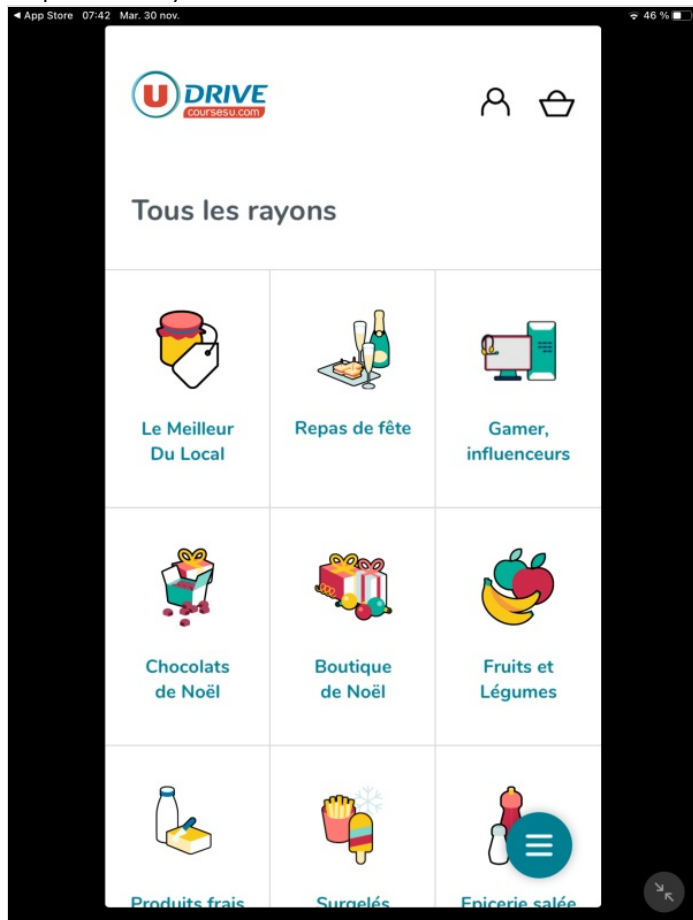 ◀ App Store 07:42 Mar. 30 nov. 46 %
U DRIVE
coursesu.com
Tous les rayons
Le Meilleur
Du Local
Repas de fête
Gamer,
influenceurs
Chocolats
de Noël
Boutique
de Noël
Fruits et
Légumes
Produits frais
Surgelés
Epicerie salée